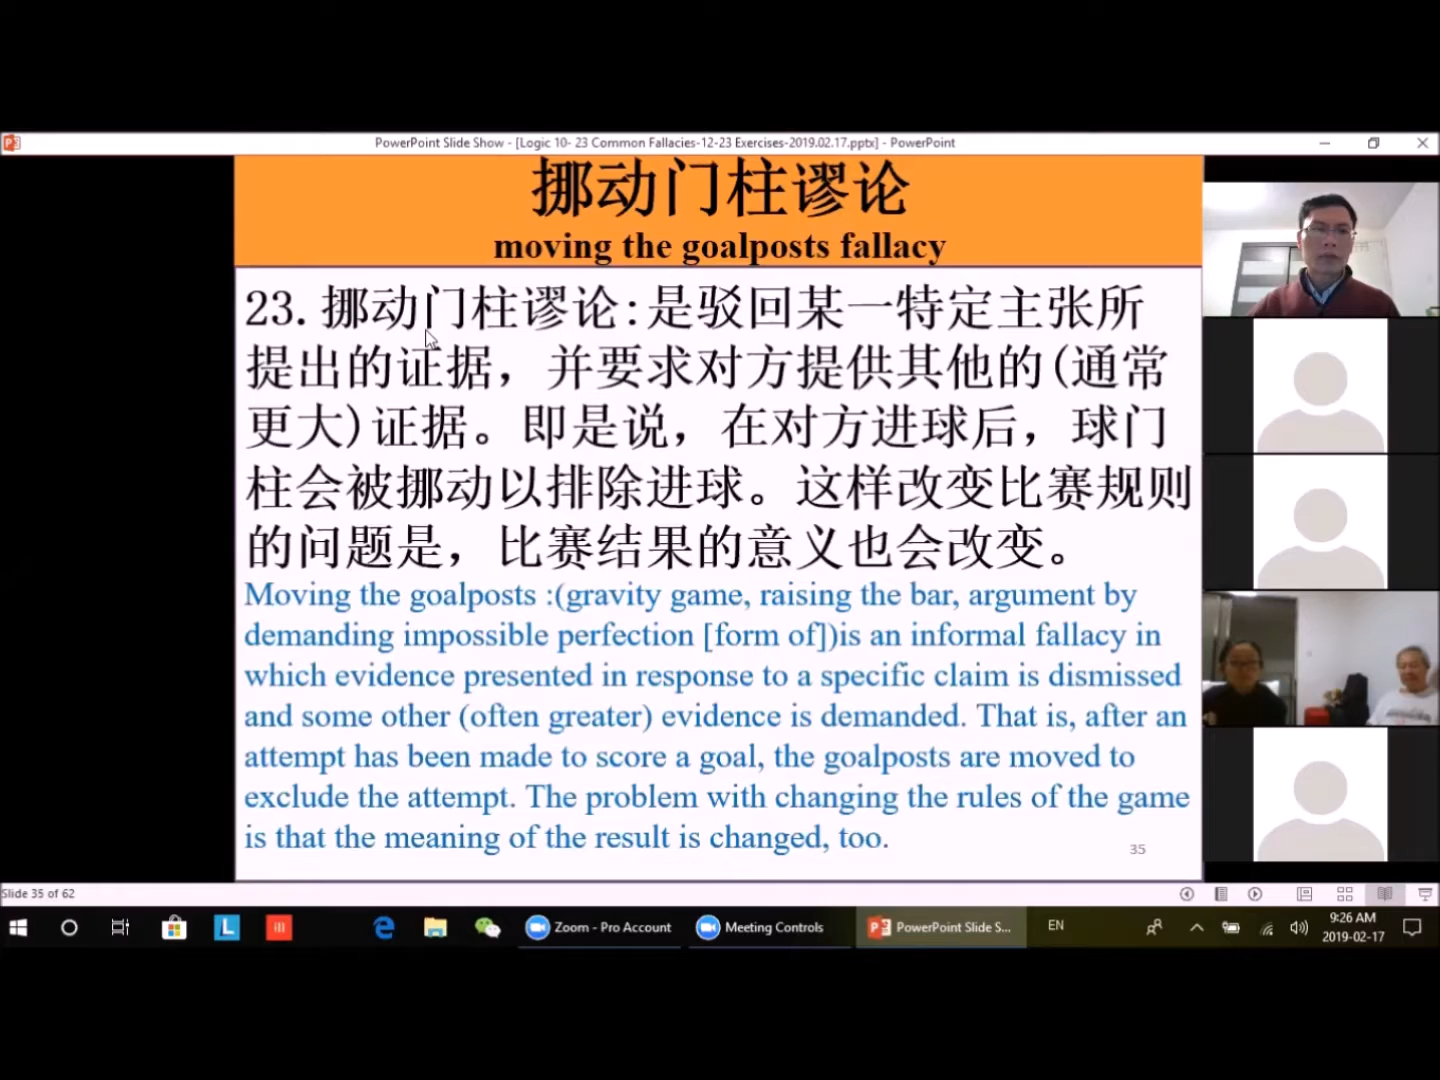 PowerPoint Slide Show - [Logic 10- 23 Common Fallacies-12-23 Exercises-2019.02.17.pptx] - PowerPoint
挪动门柱谬论
moving the goalposts fallacy
23.挪动门柱谬论:是驳回某一特定主张所
提出的证据，并要求对方提供其他的(通常
更大)证据。即是说，在对方进球后，球门
柱会被挪动以排除进球。这样改变比赛规则
的问题是，比赛结果的意义也会改变。
Moving the goalposts :(gravity game, raising the bar, argument by
demanding impossible perfection [form of])is an informal fallacy in
which evidence presented in response to a specific claim is dismissed
and some other (often greater) evidence is demanded. That is, after an
attempt has been made to score a goal, the goalposts are moved to
exclude the attempt. The problem with changing the rules of the game
is that the meaning of the result is changed, too.
35
Slide 35 of 62
L
Zoom - Pro Account
Meeting Controls
PowerPoint Slide S...
EN
9:26 AM
2019-02-17